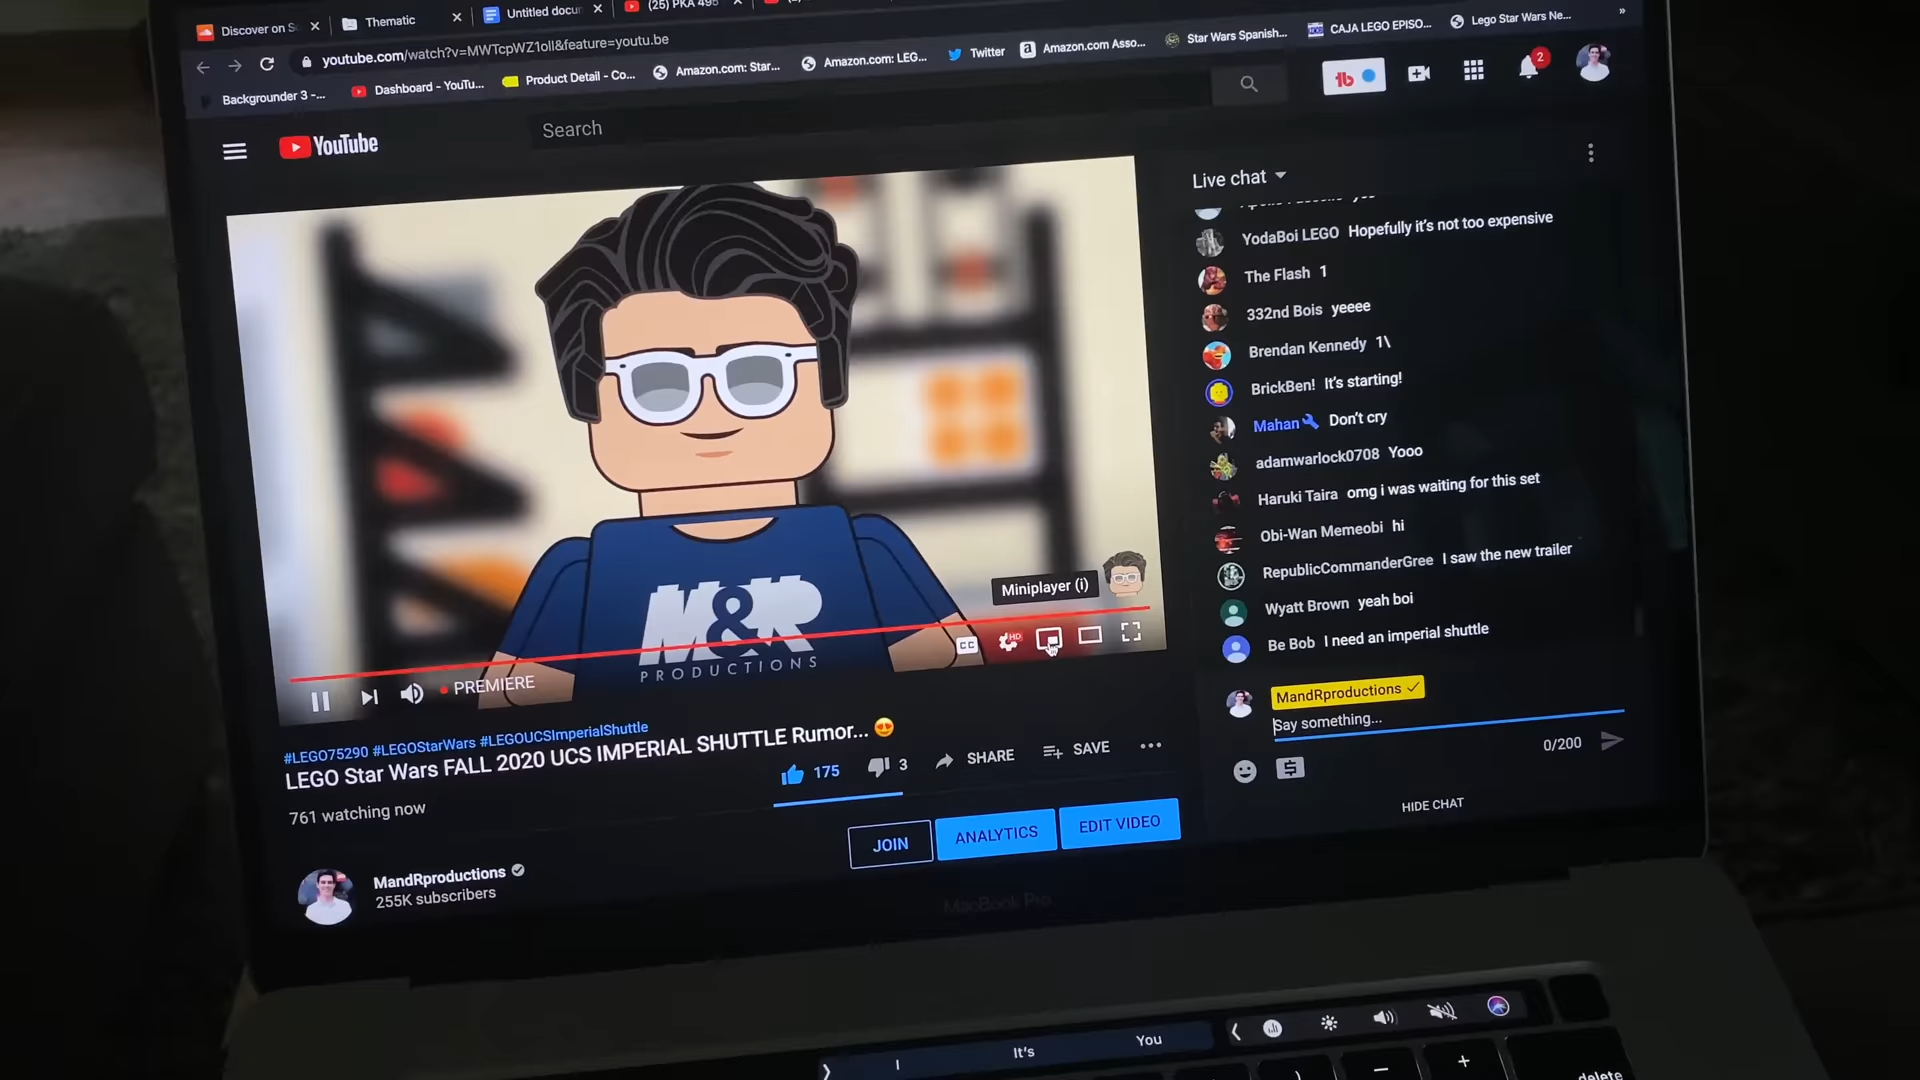 Discover on S
Thematic
Untitled docu
(25) PKA 495
youtube.com/watch?v=MWTcpWZ1oII&feature=youtu.be
Backgrounder 3 -...
Dashboard - YouTu...
Product Detail - Co...
Amazon.com: Star...
Amazon.com: LEG...
Twitter
Amazon.com Asso...
Star Wars Spanish...
CAJA LEGO EPISO...
Lego Star Wars Ne...
»
YouTube
Search
2
Live chat
YodaBoi LEGO Hopefully it's not too expensive
The Flash 1
332nd Bois yeeee
Brendan Kennedy 1\
BrickBen! It's starting!
Mahan Don't cry
adamwarlock0708 Yooo
Haruki Taira omg i was waiting for this set
Obi-Wan Memeobi hi
RepublicCommanderGree I saw the new trailer
Wyatt Brown yeah boi
Be Bob I need an imperial shuttle
MandRproductions
Say something...
0/200
HIDE CHAT
M&R
PRODUCTIONS
Miniplayer (i)
CC
HD
PREMIERE
#LEGO75290 #LEGOStarWars #LEGOUCSImperialShuttle
LEGO Star Wars FALL 2020 UCS IMPERIAL SHUTTLE Rumor... 😍
761 watching now
175
3
SHARE
SAVE
JOIN
ANALYTICS
EDIT VIDEO
MandRproductions
255K subscribers
MacBook Pro
I
It's
You
delete